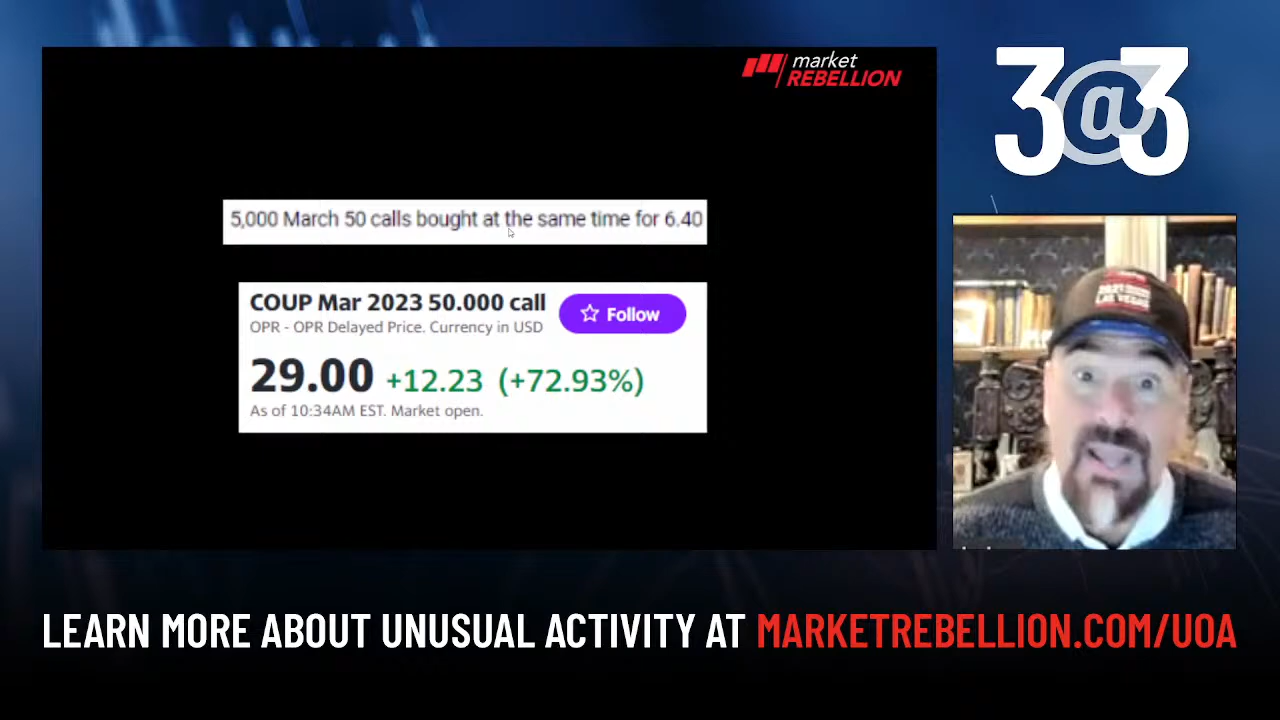 market
REBELLION
3@3
5,000 March 50 calls bought at the same time for 6.40
COUP Mar 2023 50.000 call
Follow
OPR - OPR Delayed Price. Currency in USD
29.00 +12.23 (+72.93%)
As of 10:34AM EST. Market open.
LEARN MORE ABOUT UNUSUAL ACTIVITY AT MARKETREBELLION.COM/UOA